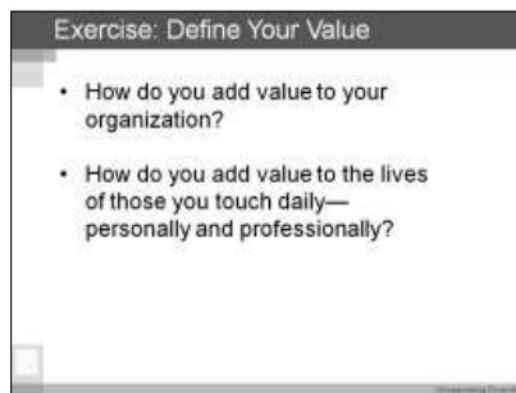 Exercise: Define Your Value
• How do you add value to your
organization?
• How do you add value to the lives
of those you touch daily—
personally and professionally?